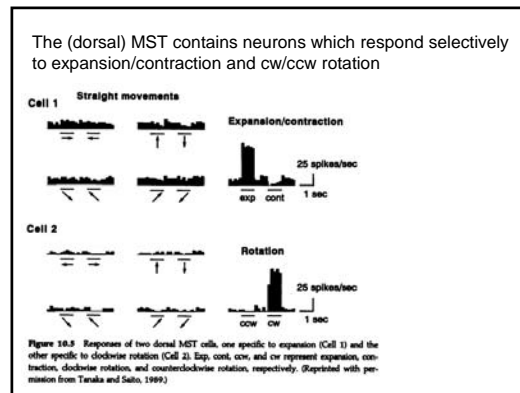 The (dorsal) MST contains neurons which respond selectively
to expansion/contraction and cw/ccw rotation
Straight movements
Cell 1
Expansion/contraction
25 spikes/sec
exp cont
1 sec
Cell 2
Rotation
25 spikes/sec
ccw cw
1 sec
Figure 10.5 Responses of two dorsal MST cells, one specific to expansion (Cell 1) and the
other specific to clockwise rotation (Cell 2). Exp, cont, ccw, and cw represent expansion, con-
traction, clockwise rotation, and counterclockwise rotation, respectively. (Reprinted with per-
mission from Tanaka and Saito, 1989.)